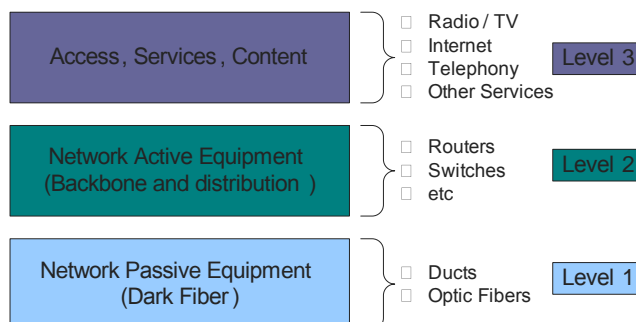 Access, Services, Content
Radio / TV
Internet
Telephony
Other Services
Level 3
Network Active Equipment
(Backbone and distribution )
Routers
Switches
etc
Level 2
Network Passive Equipment
(Dark Fiber )
Ducts
Optic Fibers
Level 1